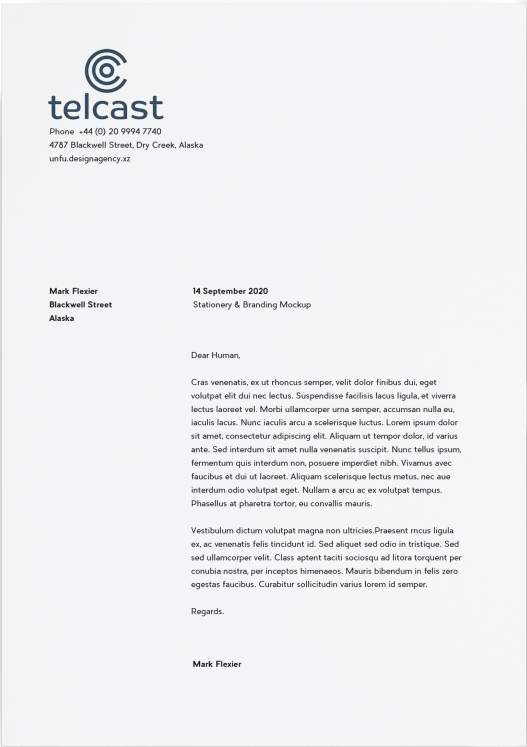 telcast
Phone +44 (0) 20 9994 7740
4787 Blackwell Street, Dry Creek, Alaska
unfu.designagency.xz
Mark Flexier
Blackwell Street
Alaska
14 September 2020
Stationery & Branding Mockup
Dear Human,
Cras venenatis, ex ut rhoncus semper, velit dolor finibus dui, eget
volutpat elit dui nec lectus. Suspendisse facilisis lacus ligula, et viverra
lectus laoreet vel. Morbi ullamcorper urna semper, accumsan nulla eu,
iaculis lacus. Nunc iaculis arcu a scelerisque luctus. Lorem ipsum dolor
sit amet, consectetur adipiscing elit. Aliquam ut tempor dolor, id varius
ante. Sed interdum sit amet nulla venenatis suscipit. Nunc tellus ipsum,
fermentum quis interdum non, posuere imperdiet nibh. Vivamus avec
faucibus et dui ut laoreet. Aliquam scelerisque lectus metus, nec aue
interdum odio volutpat eget. Nullam a arcu ac ex volutpat tempus.
Phasellus at pharetra tortor, eu convallis mauris.
Vestibulum dictum volutpat magna non ultricies.Praesent rncus ligula
ex, ac venenatis felis tincidunt id. Sed aliquet sed odio in tristique. Sed
sed ullamcorper velit. Class aptent taciti sociosqu ad litora torquent per
conubia nostra, per inceptos himenaeos. Mauris bibendum in felis zero
egestas faucibus. Curabitur sollicitudin varius lorem id semper.
Regards.
Mark Flexier